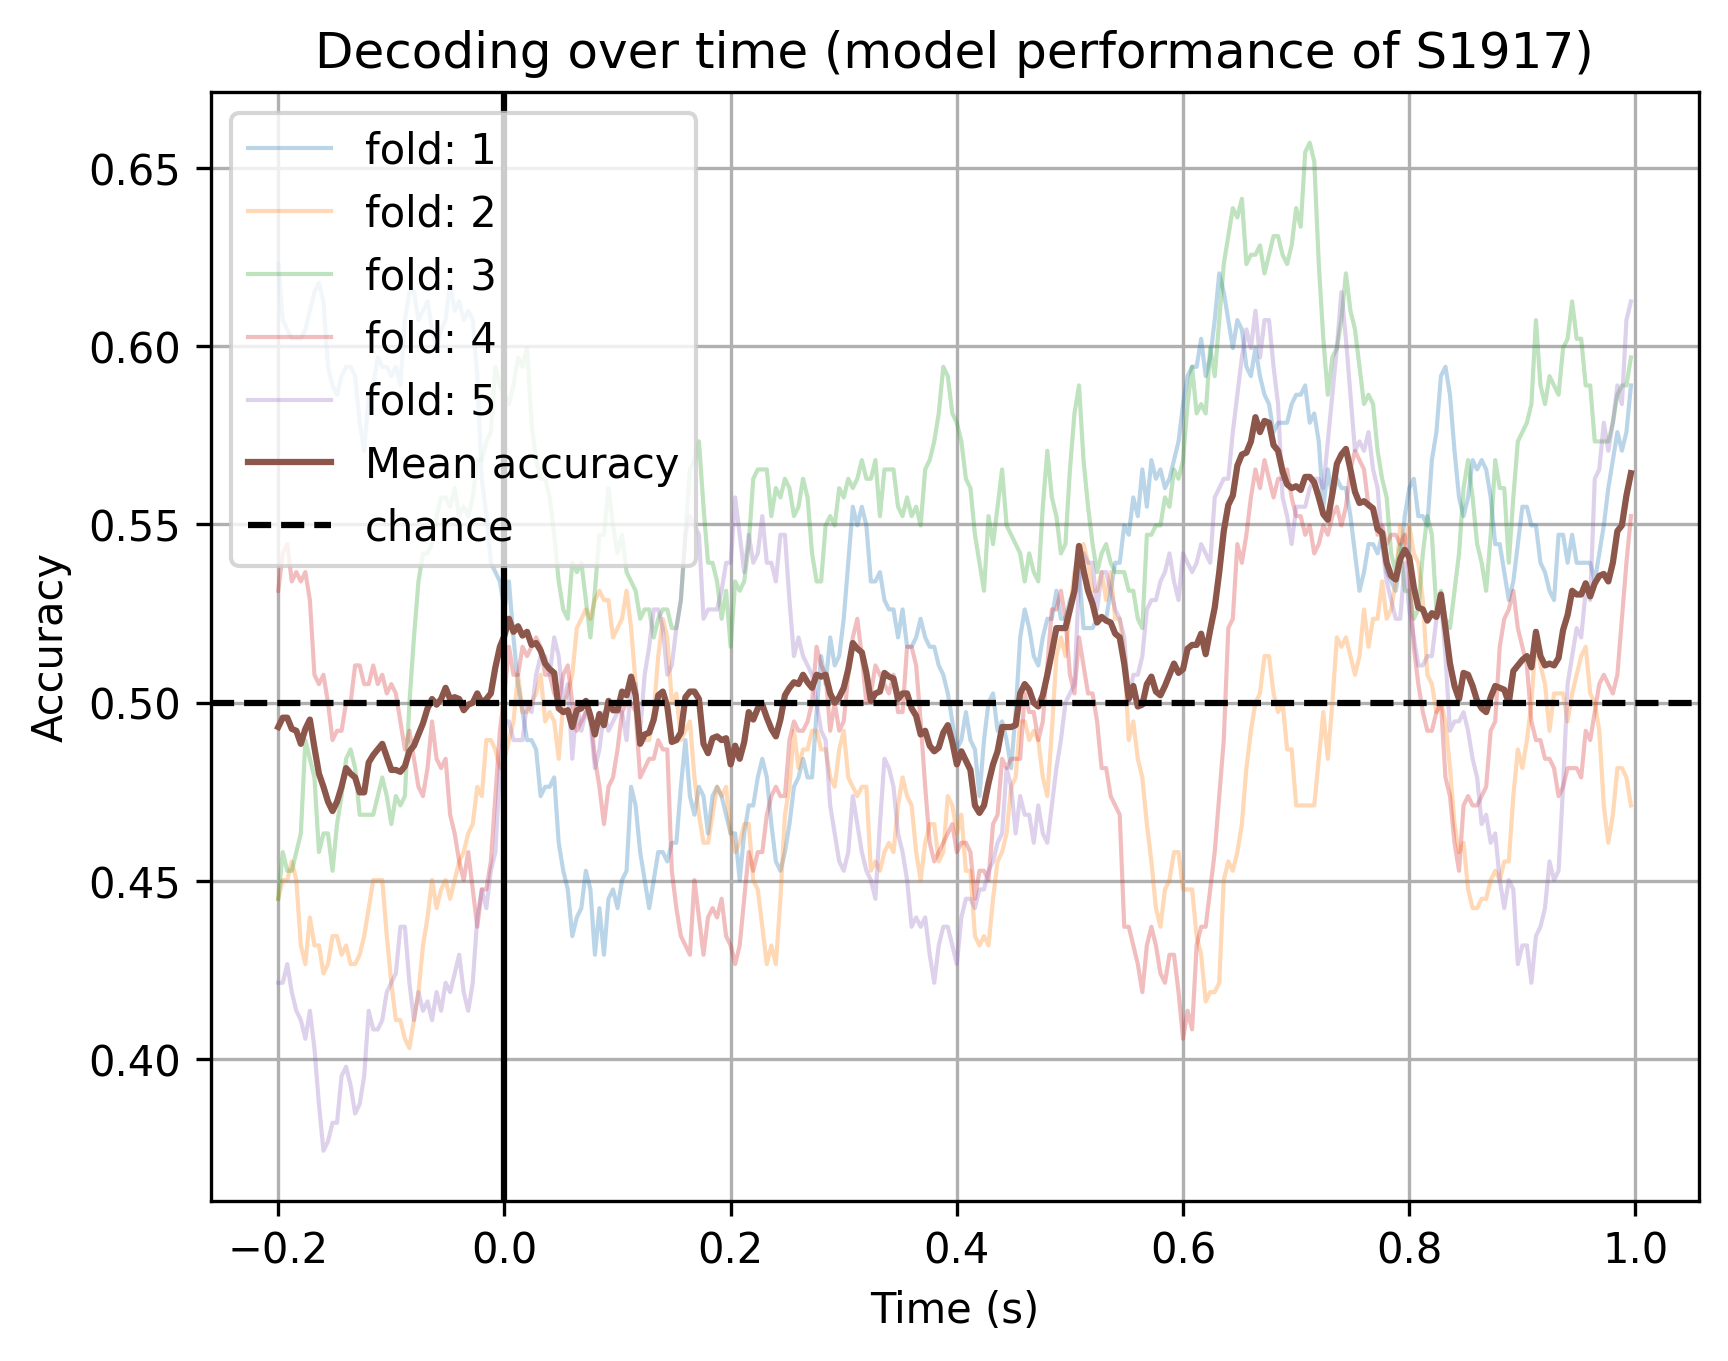 Decoding over time (model performance of S1917)
fold: 1
fold: 2
fold: 3
fold: 4
fold: 5
Mean accuracy
chance
0.65
0.60
0.55
0.50
0.45
0.40
Accuracy
−0.2 0.0 0.2 0.4 0.6 0.8 1.0
Time (s)